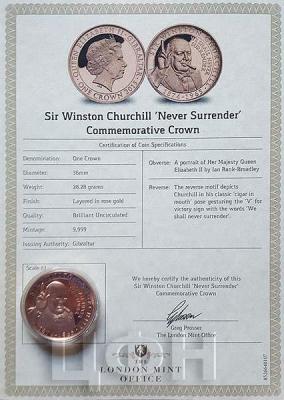 Sir Winston Churchill 'Never Surrender'
Commemorative Crown
Certification of Coin Specifications
Denomination: One Crown
Diameter: 38mm
Weight: 28.28 grams
Finish: Layered in rose gold
Quality: Brilliant Uncirculated
Mintage: 9,999
Issuing Authority: Gibraltar
Obverse: A portrait of Her Majesty Queen
Elizabeth II by Ian Rank-Broadley
Reverse: The reverse motif depicts
Churchill in his classic 'cigar in
mouth' pose gesturing the 'V' for
victory sign with the words 'We
shall never surrender'.
Scale 1:1
We hereby certify the authenticity of this
Sir Winston Churchill 'Never Surrender'
Commemorative Crown
Greg Prosser
The London Mint Office
THE
LONDON MINT
OFFICE